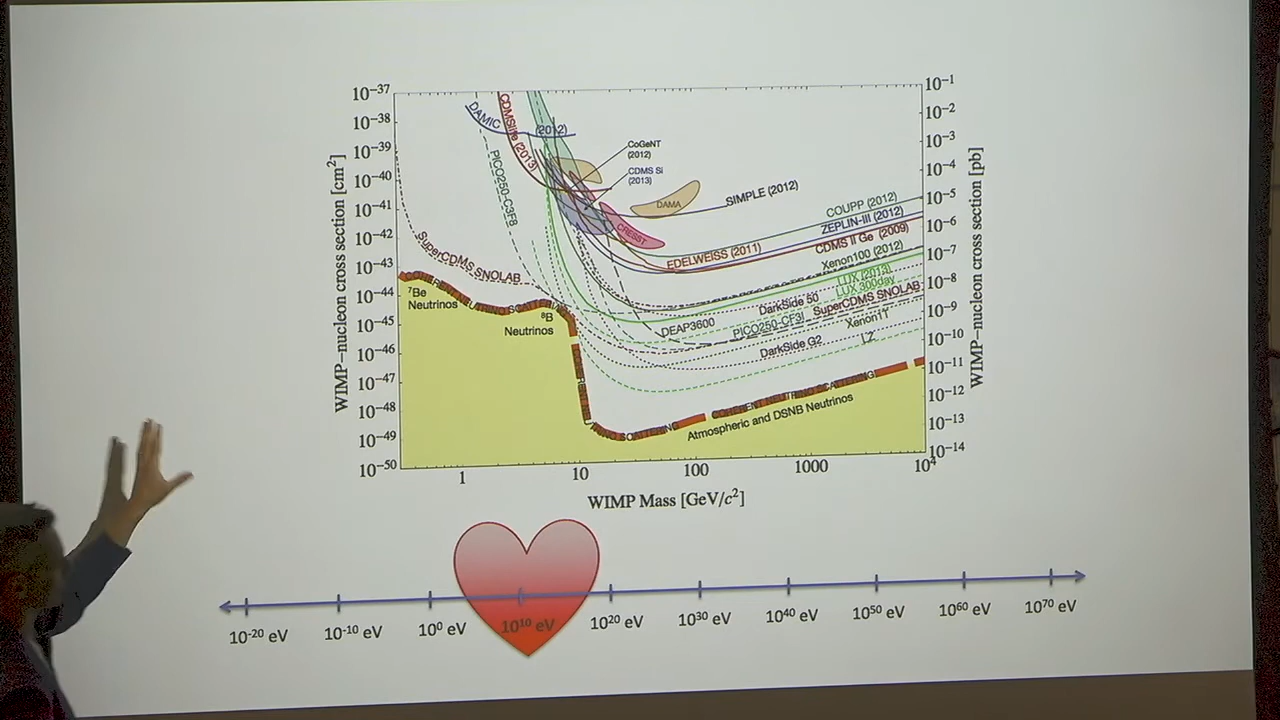 10⁻³⁷
10⁻³⁸
10⁻³⁹
10⁻⁴⁰
10⁻⁴¹
10⁻⁴²
10⁻⁴³
10⁻⁴⁴
10⁻⁴⁵
10⁻⁴⁶
10⁻⁴⁷
10⁻⁴⁸
10⁻⁴⁹
10⁻⁵⁰
WIMP−nucleon cross section [cm²]
DAMIC
(2012)
CDMSlite (2013)
PICO250-C3F8
CoGeNT
(2012)
CDMS Si
(2013)
DAMA
CRESST
SIMPLE (2012)
COUPP (2012)
ZEPLIN-III (2012)
EDELWEISS (2011)
CDMS II Ge (2009)
Xenon100 (2012)
LUX (2013)
LUX 300day
SuperCDMS SNOLAB
SuperCDMS SNOLAB
DarkSide 50
DEAP3600
PICO250-CF3I
Xenon1T
DarkSide G2
LZ
⁷Be
Neutrinos
⁸B
Neutrinos
COHERENT NEUTRINO SCATTERING
Atmospheric and DSNB Neutrinos
10⁻¹
10⁻²
10⁻³
10⁻⁴
10⁻⁵
10⁻⁶
10⁻⁷
10⁻⁸
10⁻⁹
10⁻¹⁰
10⁻¹¹
10⁻¹²
10⁻¹³
10⁻¹⁴
WIMP−nucleon cross section [pb]
1 10 100 1000 10⁴
WIMP Mass [GeV/c²]
10⁻²⁰ eV 10⁻¹⁰ eV 10⁰ eV 10¹⁰ eV 10²⁰ eV 10³⁰ eV 10⁴⁰ eV 10⁵⁰ eV 10⁶⁰ eV 10⁷⁰ eV